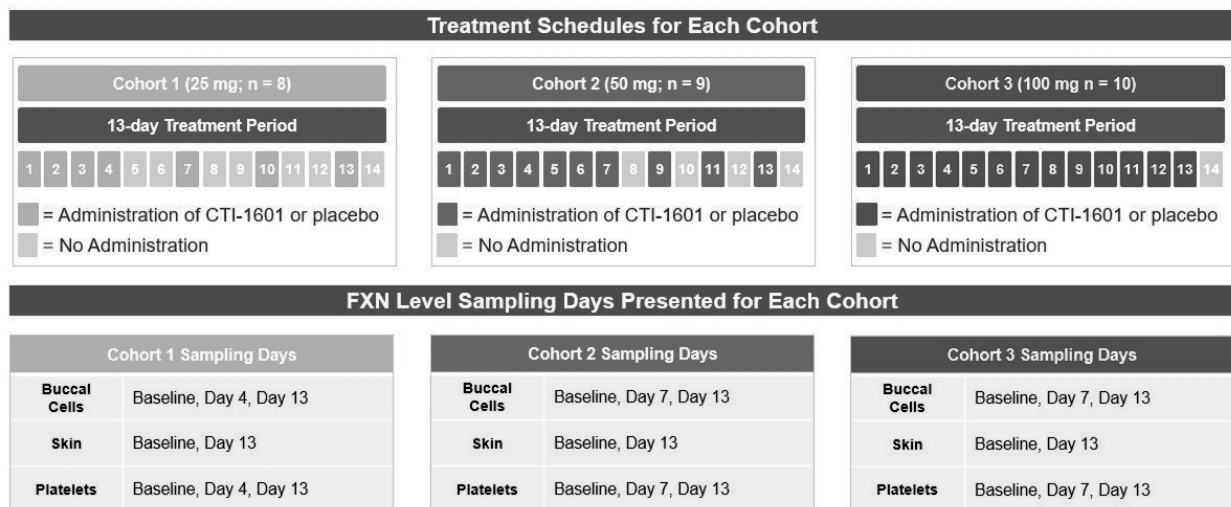 Treatment Schedules for Each Cohort
Cohort 1 (25 mg; n = 8)
13-day Treatment Period
1 2 3 4 5 6 7 8 9 10 11 12 13 14
= Administration of CTI-1601 or placebo
= No Administration
Cohort 2 (50 mg; n = 9)
13-day Treatment Period
1 2 3 4 5 6 7 8 9 10 11 12 13 14
= Administration of CTI-1601 or placebo
= No Administration
Cohort 3 (100 mg n = 10)
13-day Treatment Period
1 2 3 4 5 6 7 8 9 10 11 12 13 14
= Administration of CTI-1601 or placebo
= No Administration
FXN Level Sampling Days Presented for Each Cohort
Cohort 1 Sampling Days
Buccal
Cells
Baseline, Day 4, Day 13
Skin
Baseline, Day 13
Platelets
Baseline, Day 4, Day 13
Cohort 2 Sampling Days
Buccal
Cells
Baseline, Day 7, Day 13
Skin
Baseline, Day 13
Platelets
Baseline, Day 7, Day 13
Cohort 3 Sampling Days
Buccal
Cells
Baseline, Day 7, Day 13
Skin
Baseline, Day 13
Platelets
Baseline, Day 7, Day 13